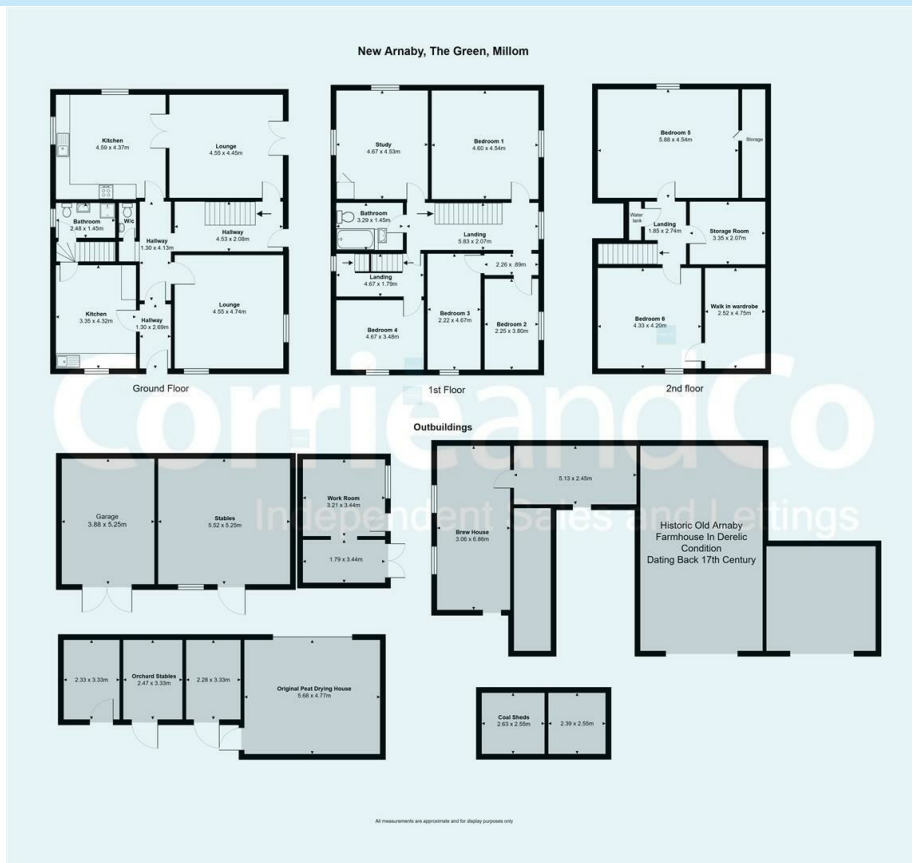 New Arnaby, The Green, Millom
Kitchen
4.59 x 4.37m
Lounge
4.55 x 4.45m
Bathroom
2.48 x 1.45m
W/c
Hallway
1.30 x 4.13m
Hallway
4.53 x 2.08m
Kitchen
3.35 x 4.32m
Hallway
1.30 x 2.69m
Lounge
4.55 x 4.74m
Ground Floor
Study
4.67 x 4.53m
Bedroom 1
4.60 x 4.54m
Bathroom
3.29 x 1.45m
Landing
5.83 x 2.07m
Landing
4.67 x 1.79m
2.26 x .89m
Bedroom 3
2.22 x 4.67m
Bedroom 4
4.67 x 3.48m
Bedroom 2
2.25 x 3.80m
1st Floor
Bedroom 5
5.88 x 4.54m
Storage
Water
tank
Landing
1.85 x 2.74m
Storage Room
3.35 x 2.07m
Bedroom 6
4.33 x 4.20m
Walk in wardrobe
2.52 x 4.75m
2nd floor
CorrieandCo
Independent Sales and Lettings
Outbuildings
Garage
3.88 x 5.25m
Stables
5.52 x 5.25m
Work Room
3.21 x 3.44m
1.79 x 3.44m
Brew House
3.06 x 6.86m
5.13 x 2.45m
Historic Old Arnaby
Farmhouse In Derelic
Condition
Dating Back 17th Century
2.33 x 3.33m
Orchard Stables
2.47 x 3.33m
2.28 x 3.33m
Original Peat Drying House
5.68 x 4.77m
Coal Sheds
2.63 x 2.55m
2.39 x 2.55m
All measurements are approximate and for display purposes only